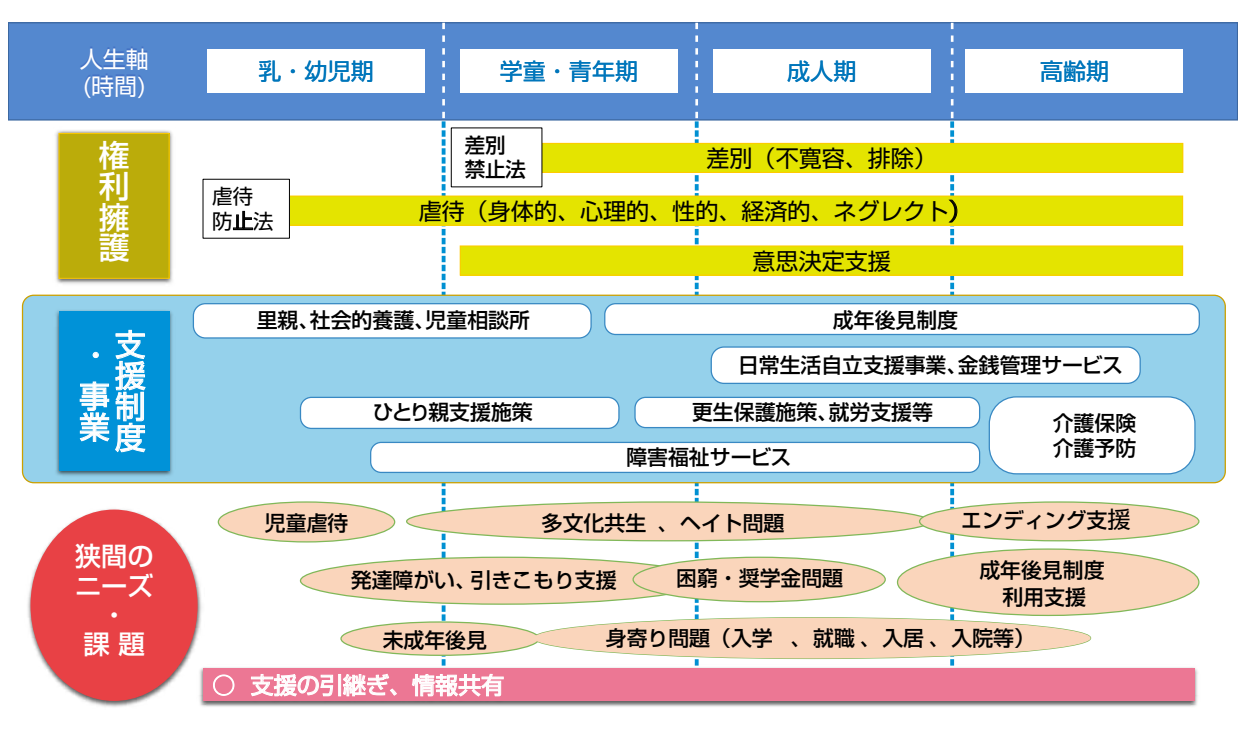 人生軸
(時間)
乳・幼児期
学童・青年期
成人期
高齢期
権利擁護
差別
禁止法
差別（不寛容、排除）
虐待
防止法
虐待（身体的、心理的、性的、経済的、ネグレクト）
意思決定支援
支援制度
・事業
里親、社会的養護、児童相談所
成年後見制度
日常生活自立支援事業、金銭管理サービス
ひとり親支援施策
更生保護施策、就労支援等
介護保険
介護予防
障害福祉サービス
狭間の
ニーズ
・
課 題
児童虐待
多文化共生 、ヘイト問題
エンディング支援
発達障がい、引きこもり支援
困窮・奨学金問題
成年後見制度
利用支援
未成年後見
身寄り問題（入学 、就職 、入居 、入院等）
〇 支援の引継ぎ、情報共有